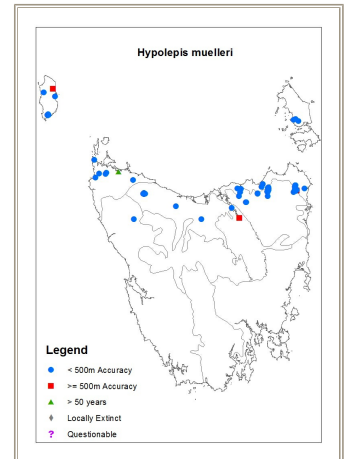 Hypolepis muelleri
Legend
< 500m Accuracy
>= 500m Accuracy
> 50 years
Locally Extinct
? Questionable